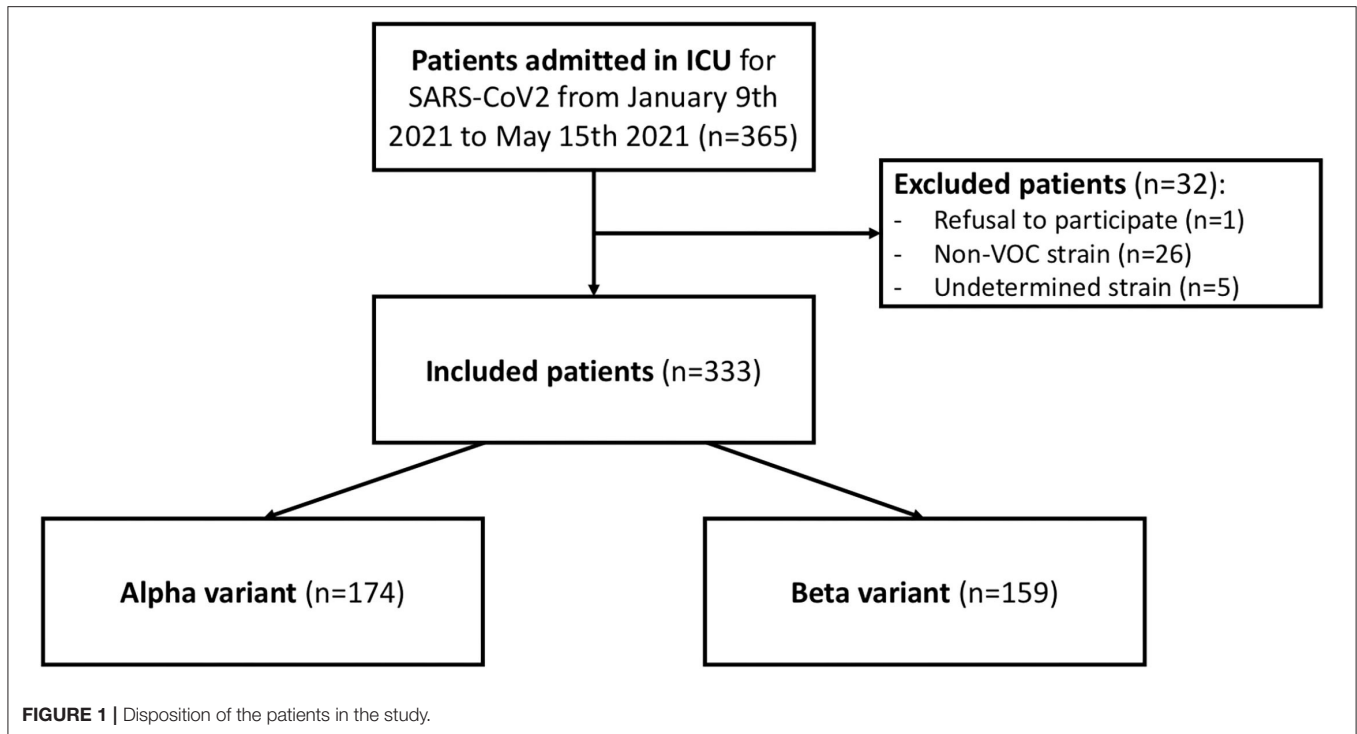 Patients admitted in ICU for
SARS-CoV2 from January 9th
2021 to May 15th 2021 (n=365)
Excluded patients (n=32):
- Refusal to participate (n=1)
- Non-VOC strain (n=26)
- Undetermined strain (n=5)
Included patients (n=333)
Alpha variant (n=174)
Beta variant (n=159)
FIGURE 1 | Disposition of the patients in the study.